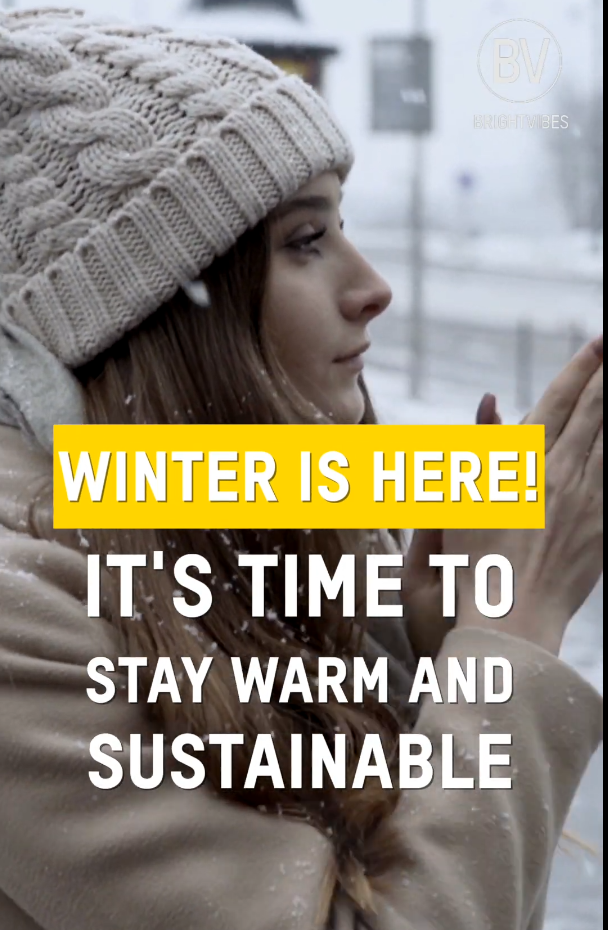 BV
BRIGHTVIBES
WINTER IS HERE!
IT'S TIME TO
STAY WARM AND
SUSTAINABLE